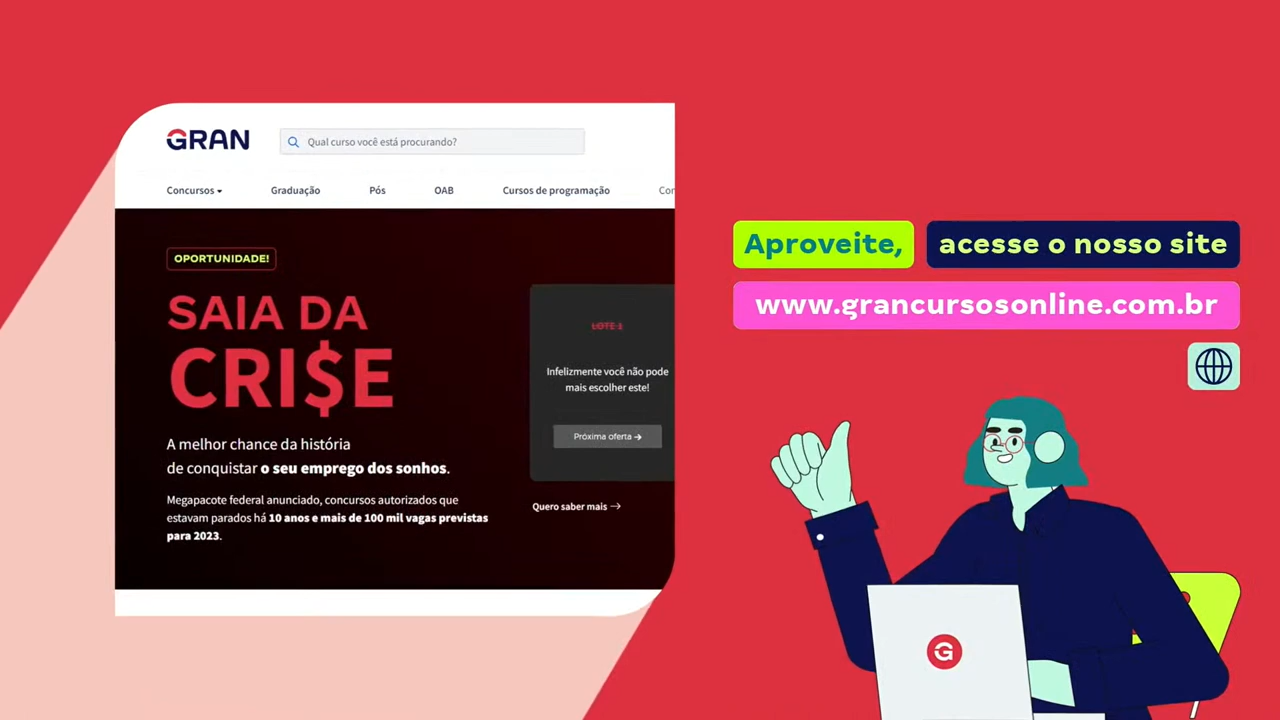 GRAN
Qual curso você está procurando?
Concursos
Graduação
Pós
OAB
Cursos de programação
OPORTUNIDADE!
SAIA DA
CRI$E
A melhor chance da história
de conquistar o seu emprego dos sonhos.
Megapacote federal anunciado, concursos autorizados que
estavam parados há 10 anos e mais de 100 mil vagas previstas
para 2023.
LOTE 1
Infelizmente você não pode
mais escolher este!
Próxima oferta →
Quero saber mais →
Aproveite, acesse o nosso site
www.grancursosonline.com.br
G